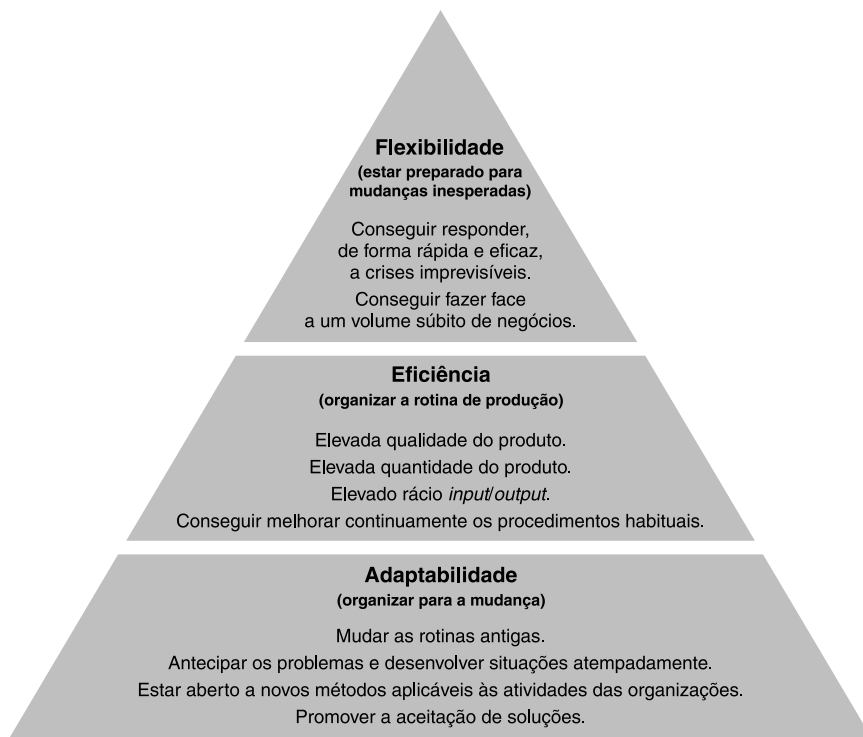 Flexibilidade
(estar preparado para
mudanças inesperadas)
Conseguir responder,
de forma rápida e eficaz,
a crises imprevisíveis.
Conseguir fazer face
a um volume súbito de negócios.
Eficiência
(organizar a rotina de produção)
Elevada qualidade do produto.
Elevada quantidade do produto.
Elevado rácio input/output.
Conseguir melhorar continuamente os procedimentos habituais.
Adaptabilidade
(organizar para a mudança)
Mudar as rotinas antigas.
Antecipar os problemas e desenvolver situações atempadamente.
Estar aberto a novos métodos aplicáveis às atividades das organizações.
Promover a aceitação de soluções.